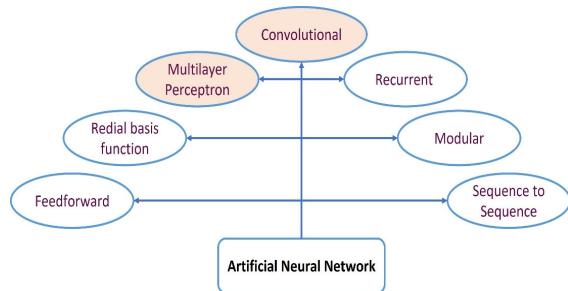 Convolutional
Multilayer
Perceptron
Recurrent
Redial basis
function
Modular
Feedforward
Sequence to
Sequence
Artificial Neural Network